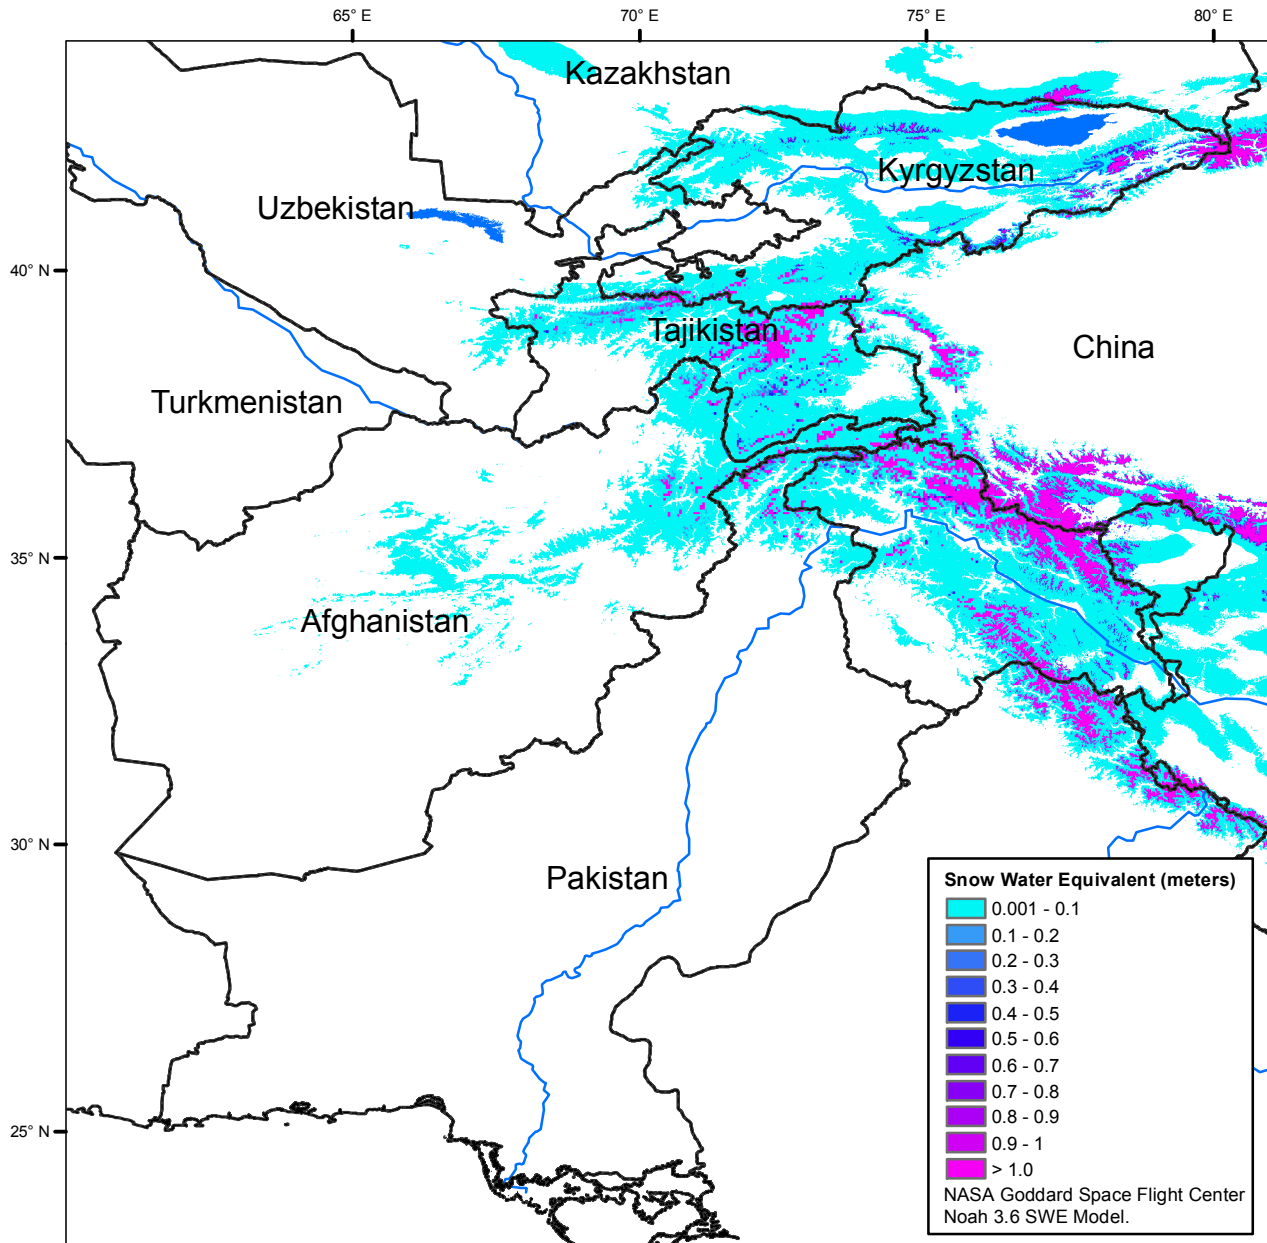 65° E
70° E
75° E
80° E
Kazakhstan
Kyrgyzstan
Uzbekistan
40° N
Tajikistan
China
Turkmenistan
35° N
Afghanistan
30° N
Pakistan
25° N
Snow Water Equivalent (meters)
0.001 - 0.1
0.1 - 0.2
0.2 - 0.3
0.3 - 0.4
0.4 - 0.5
0.5 - 0.6
0.6 - 0.7
0.7 - 0.8
0.8 - 0.9
0.9 - 1
> 1.0
NASA Goddard Space Flight Center
Noah 3.6 SWE Model.